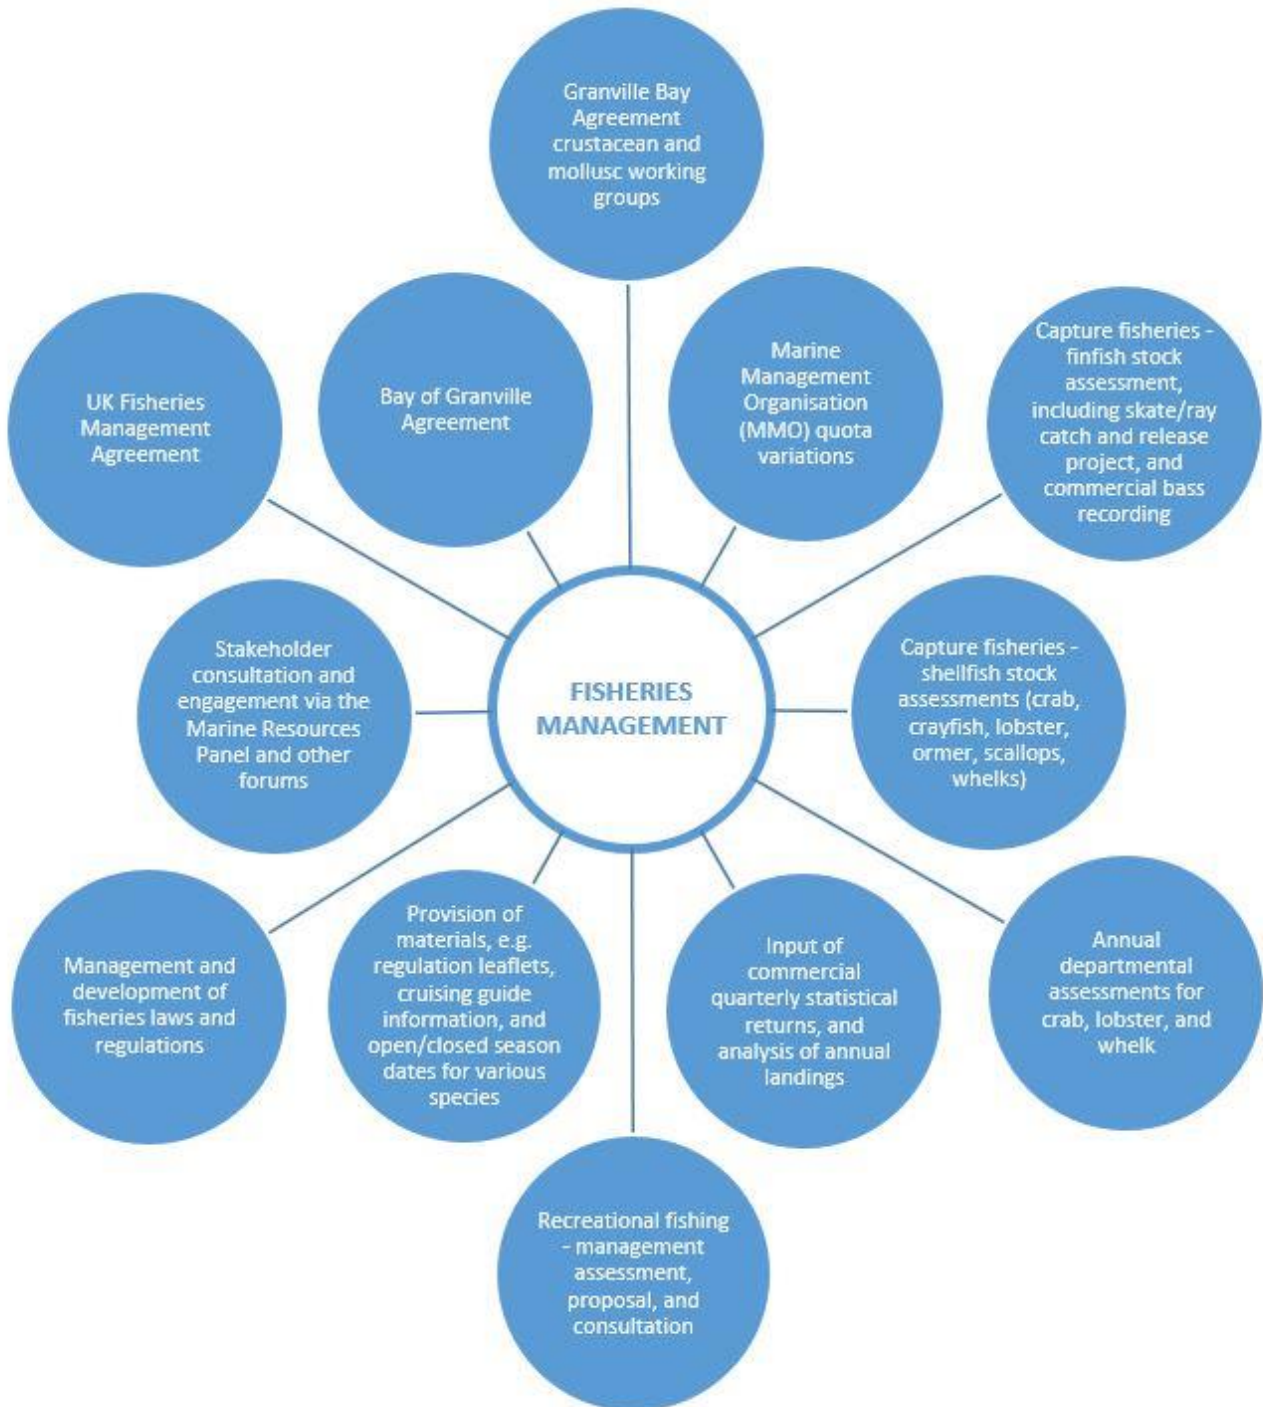 Granville Bay
Agreement
crustacean and
mollusc working
groups
UK Fisheries
Management
Agreement
Bay of Granville
Agreement
Marine
Management
Organisation
(MMO) quota
variations
Capture fisheries -
finfish stock
assessment,
including skate/ray
catch and release
project, and
commercial bass
recording
Stakeholder
consultation and
engagement via the
Marine Resources
Panel and other
forums
FISHERIES
MANAGEMENT
Capture fisheries -
shellfish stock
assessments (crab,
crayfish, lobster,
ormer, scallops,
whelks)
Management and
development of
fisheries laws and
regulations
Provision of
materials, e.g.
regulation leaflets,
cruising guide
information, and
open/closed season
dates for various
species
Input of
commercial
quarterly statistical
returns, and
analysis of annual
landings
Annual
departmental
assessments for
crab, lobster, and
whelk
Recreational fishing
- management
assessment,
proposal, and
consultation